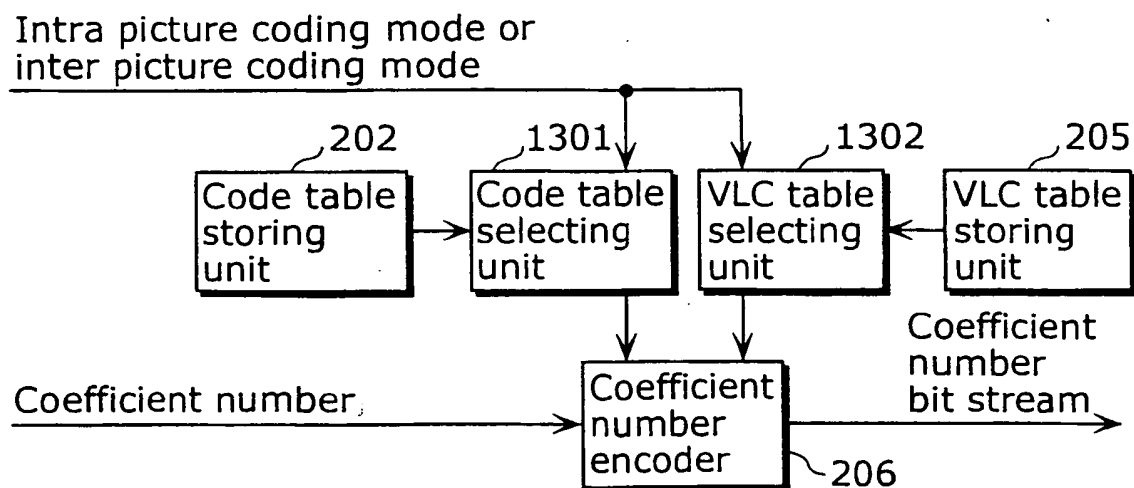 Intra picture coding mode or
inter picture coding mode
202
1301
1302
205
Code table
storing
unit
Code table
selecting
unit
VLC table
selecting
unit
VLC table
storing
unit
Coefficient number
Coefficient
number
encoder
206
Coefficient
number
bit stream